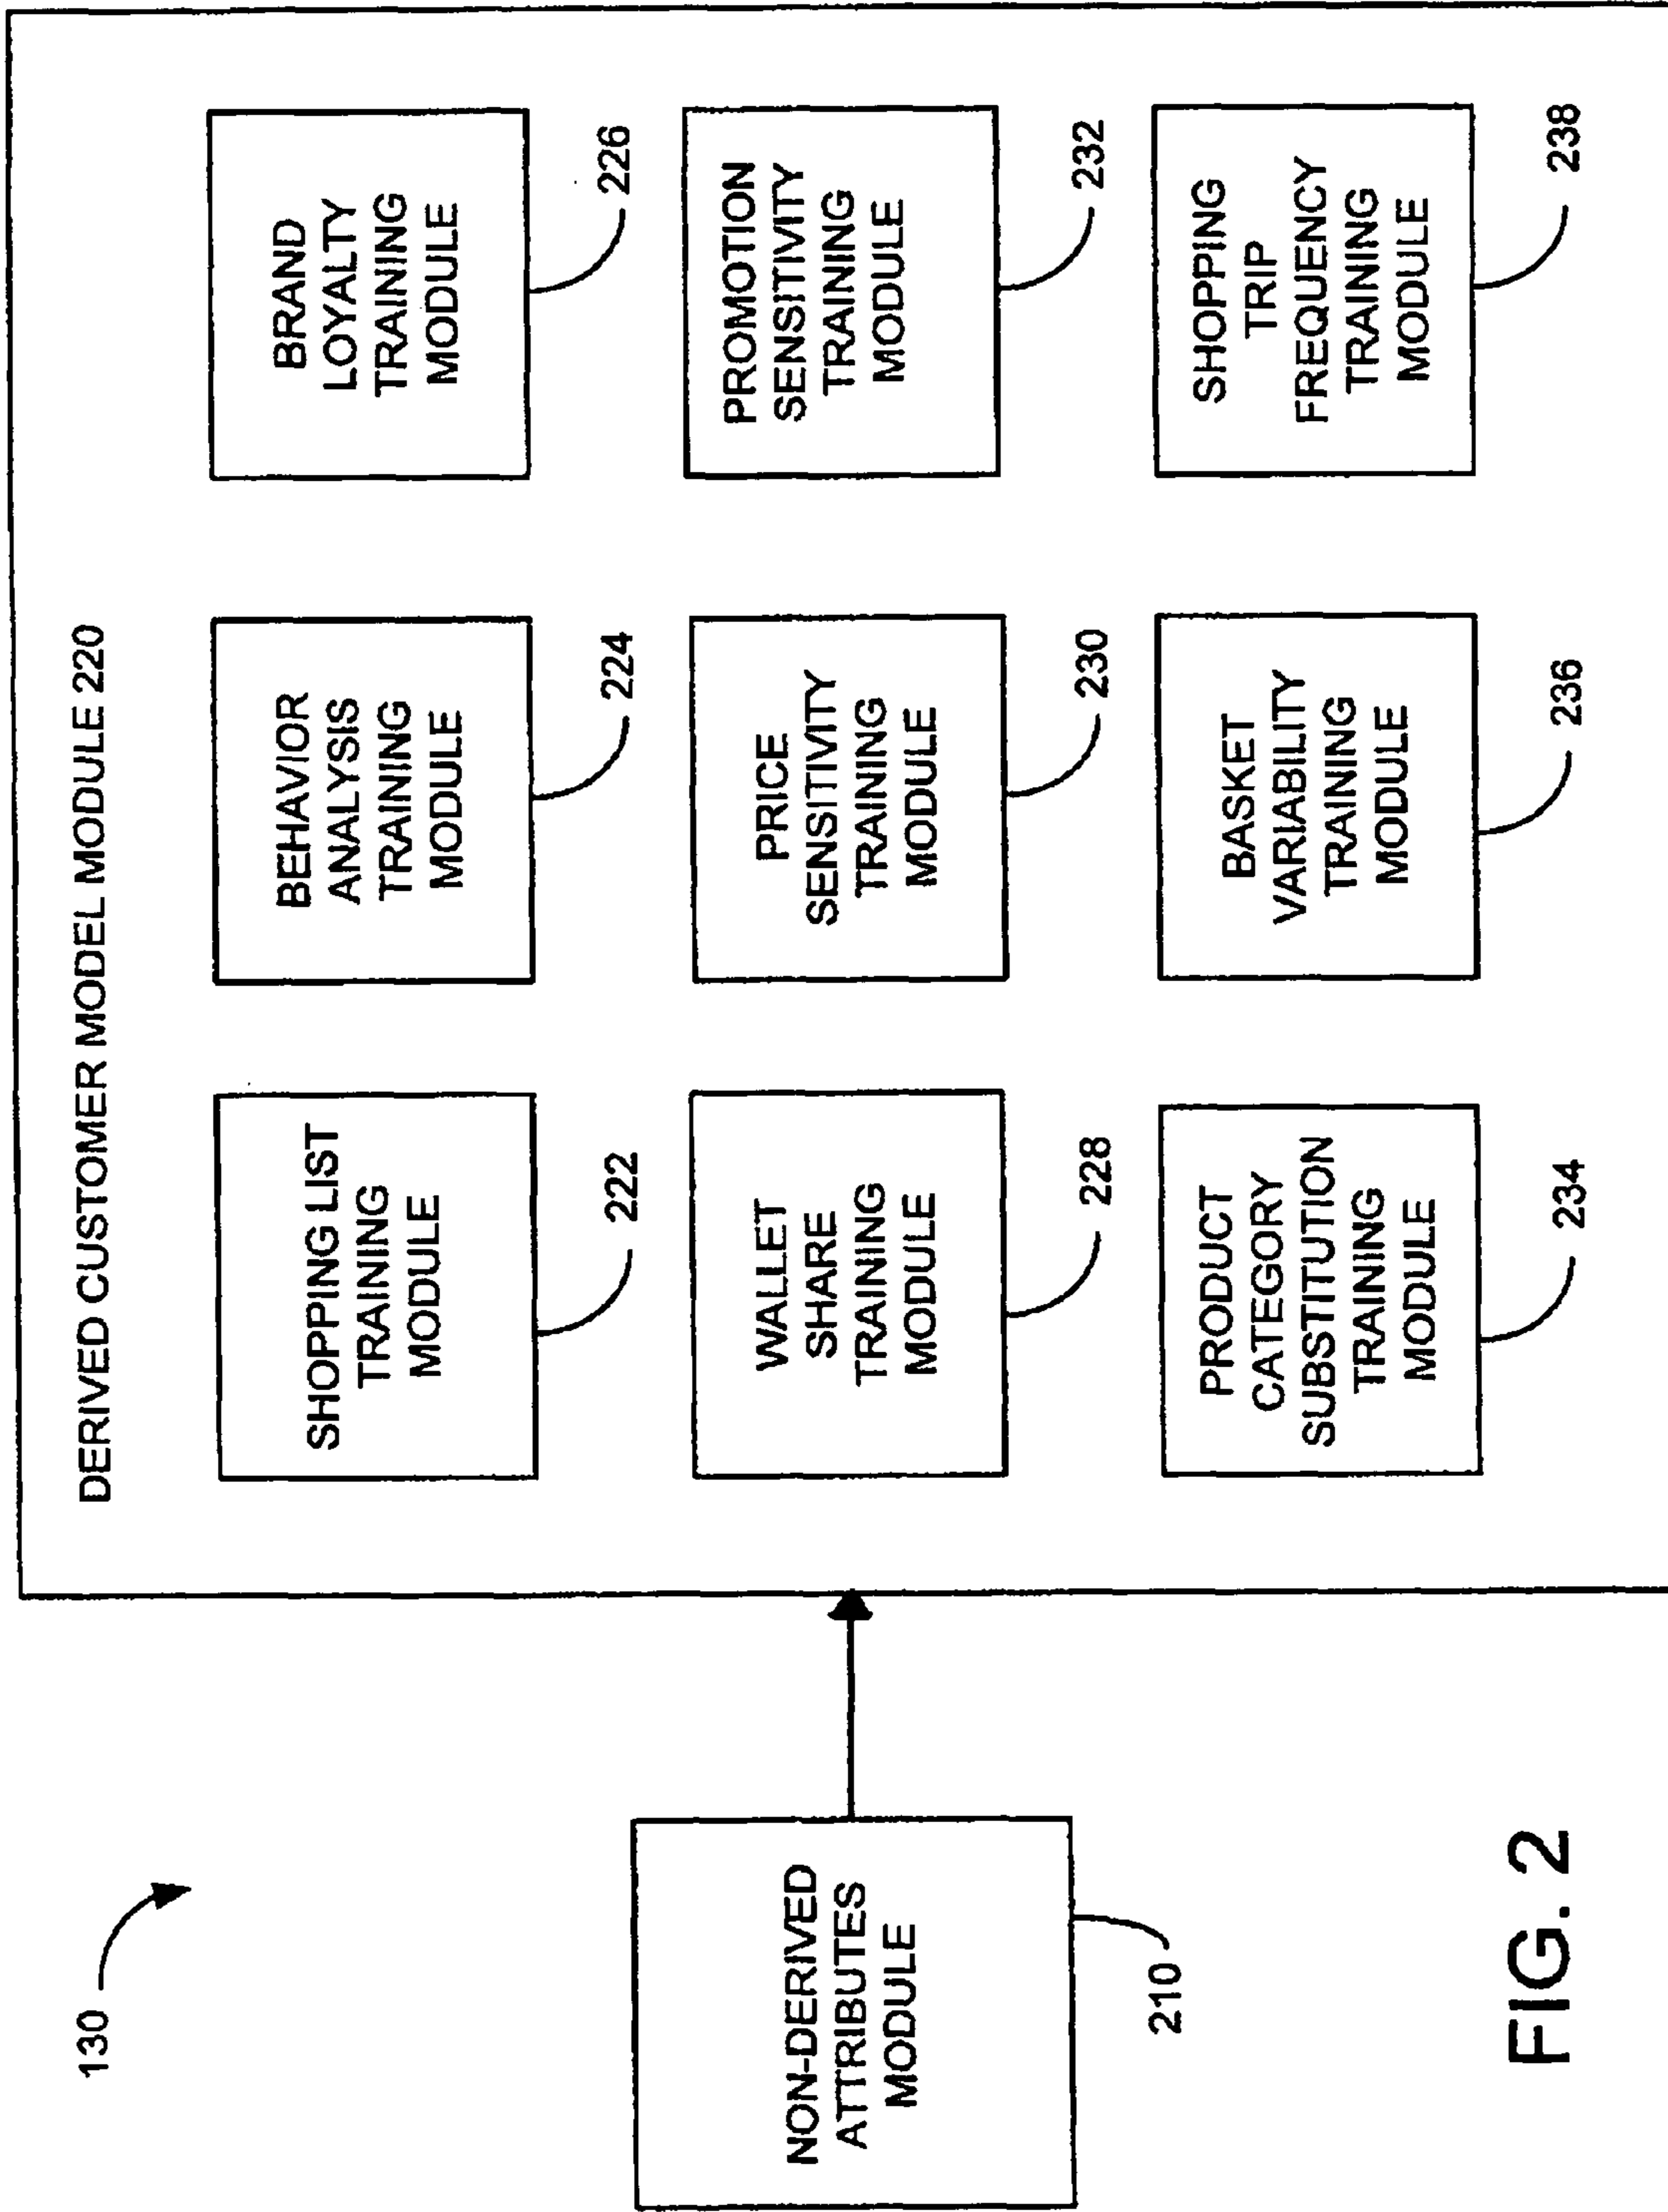 130
DERIVED CUSTOMER MODEL MODULE 220
SHOPPING LIST
TRAINING
MODULE
222
BEHAVIOR
ANALYSIS
TRAINING
MODULE
224
BRAND
LOYALTY
TRAINING
MODULE
226
NON-DERIVED
ATTRIBUTES
MODULE
210
WALLET
SHARE
TRAINING
MODULE
228
PRICE
SENSITIVITY
TRAINING
MODULE
230
PROMOTION
SENSITIVITY
TRAINING
MODULE
232
PRODUCT
CATEGORY
SUBSTITUTION
TRAINING
MODULE
234
BASKET
VARIABILITY
TRAINING
MODULE
236
SHOPPING
TRIP
FREQUENCY
TRAINING
MODULE
238
FIG. 2